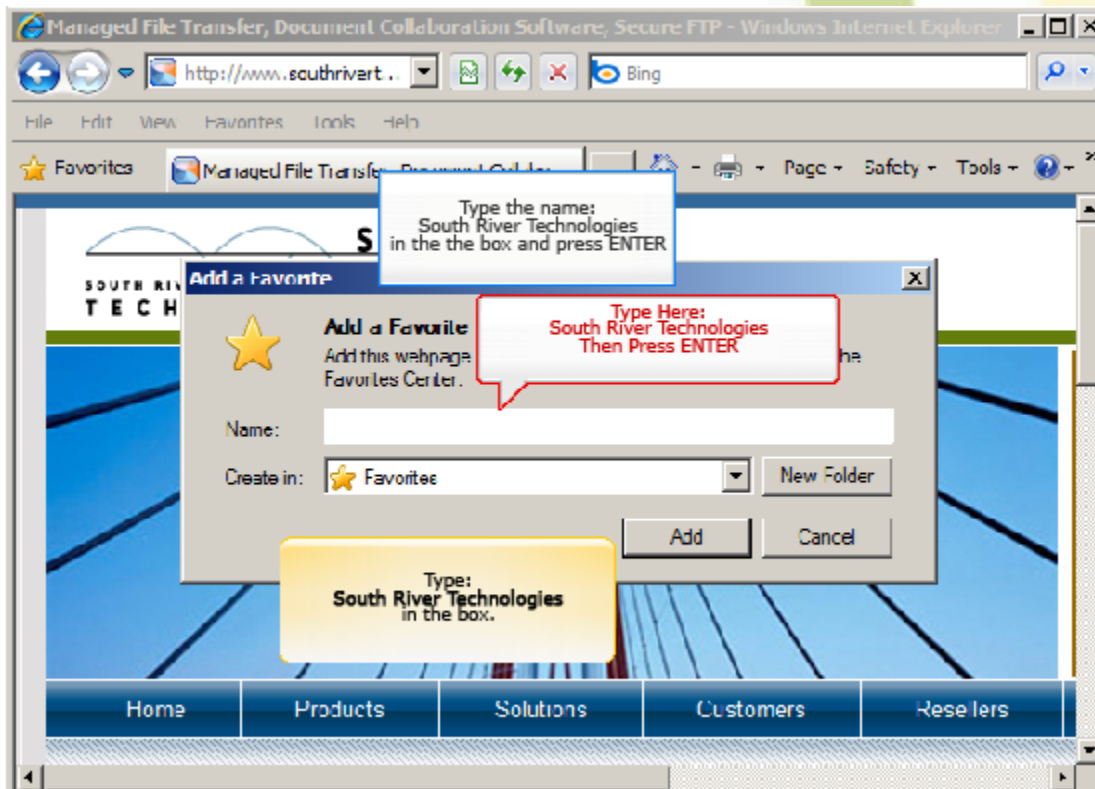 Managed File Transfer, Document Collaboration Software, Secure FTP - Windows Internet Explorer
http://www.southrivert...
Bing
File Edit View Favorites Tools Help
Favorites
Managed File Transfer,
Page
Safety
Tools
»
Type the name:
South River Technologies
in the the box and press ENTER
S
SOUTH RIV
TECH
Add a Favorite
Type Here:
South River Technologies
Then Press ENTER
Add a Favorite
Add this webpage
he
Favorites Center.
Name:
Create in:
Favorites
New Folder
Add
Cancel
Type:
South River Technologies
in the box.
Home
Products
Solutions
Customers
Resellers